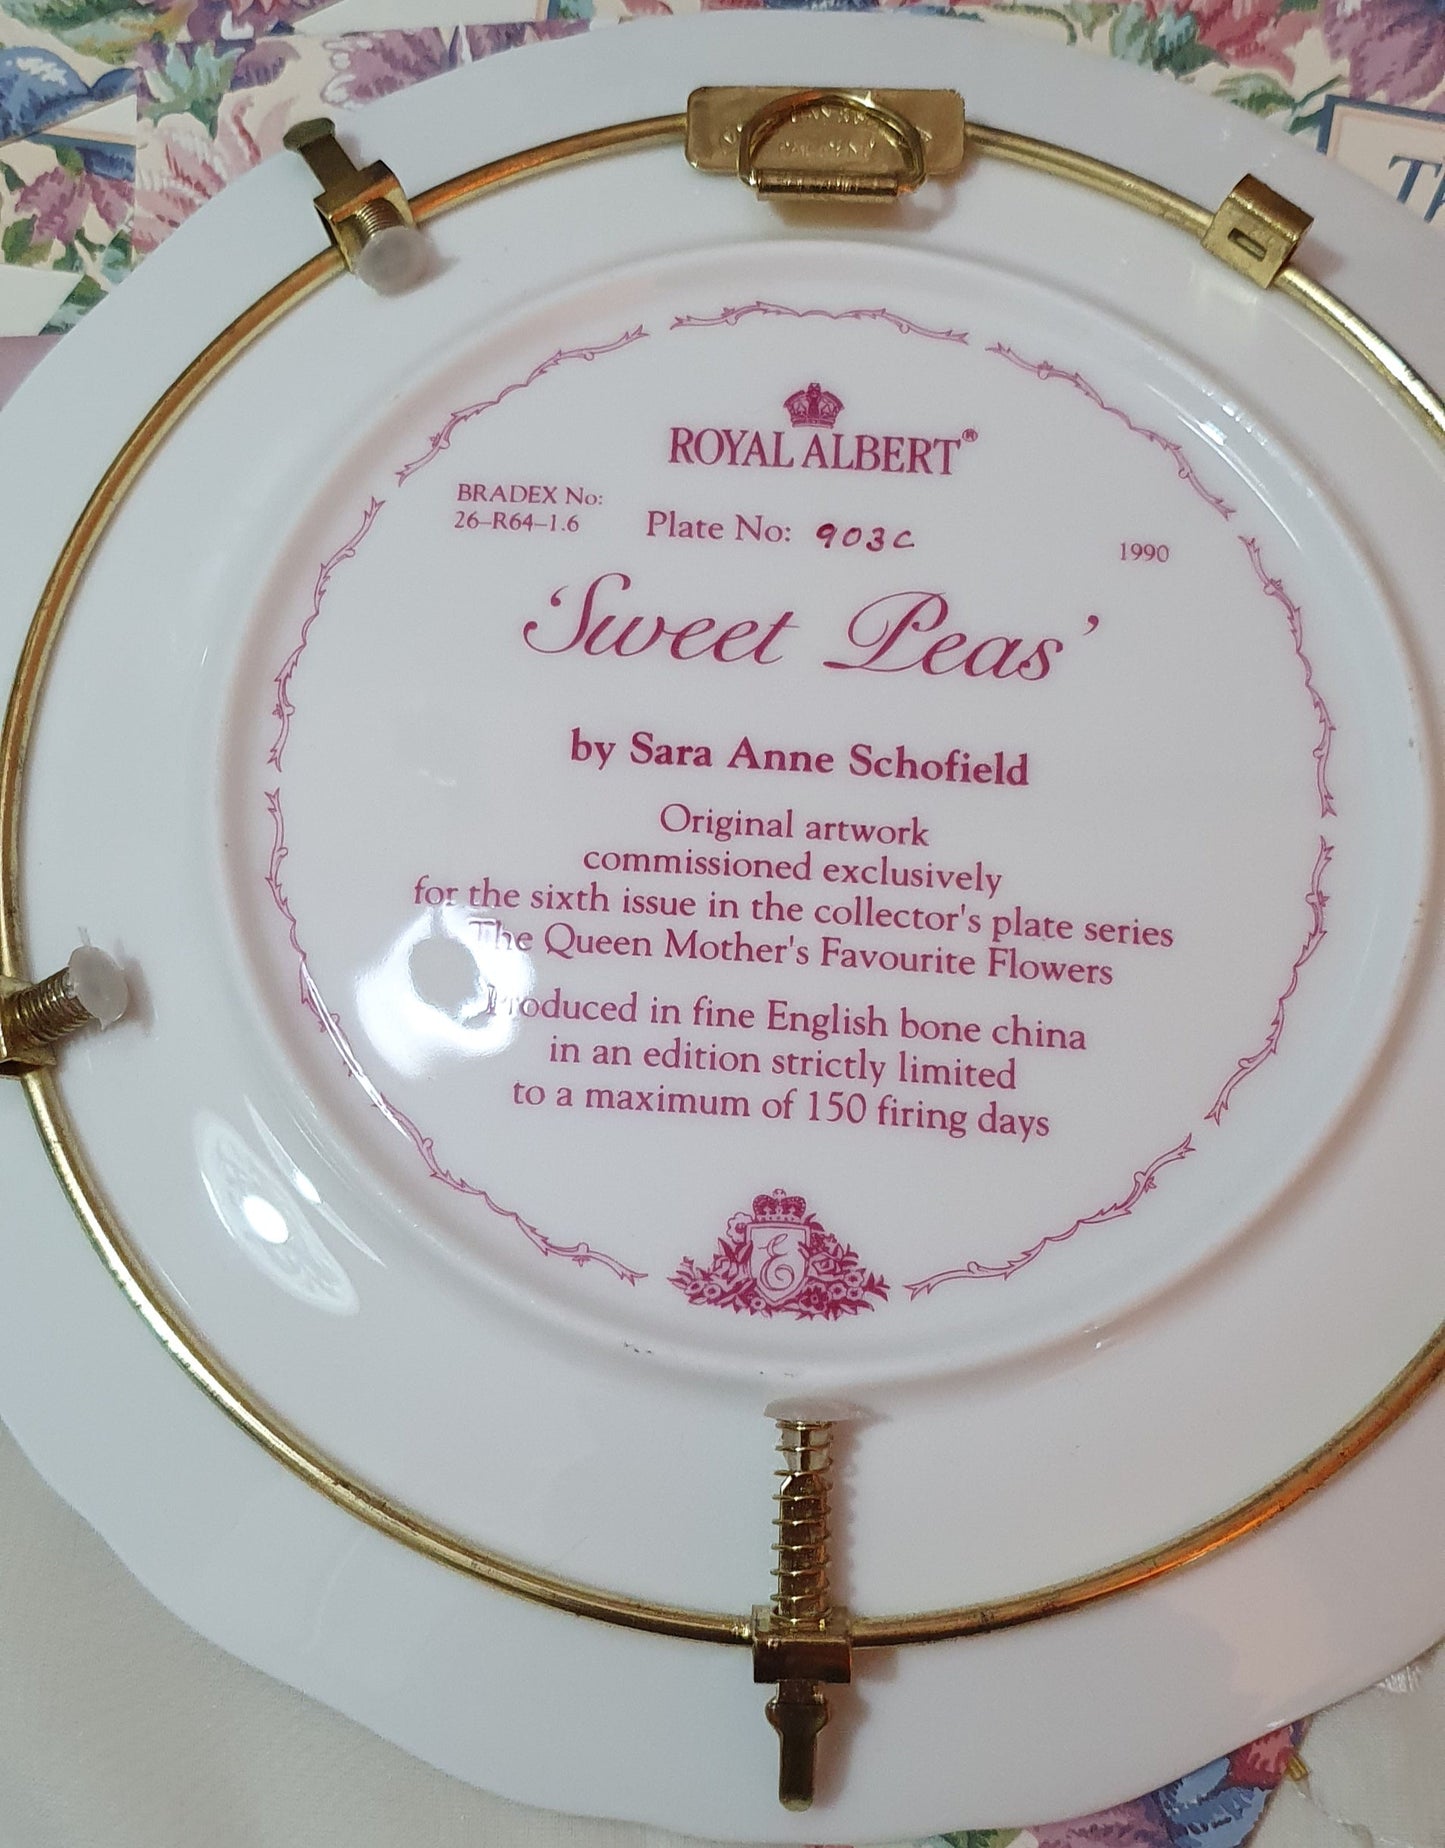 ROYAL ALBERT®
BRADEX No:
26–R64–1.6
Plate No: 903C
1990
'Sweet Peas'
by Sara Anne Schofield
Original artwork
commissioned exclusively
for the sixth issue in the collector's plate series
The Queen Mother's Favourite Flowers
Produced in fine English bone china
in an edition strictly limited
to a maximum of 150 firing days
E